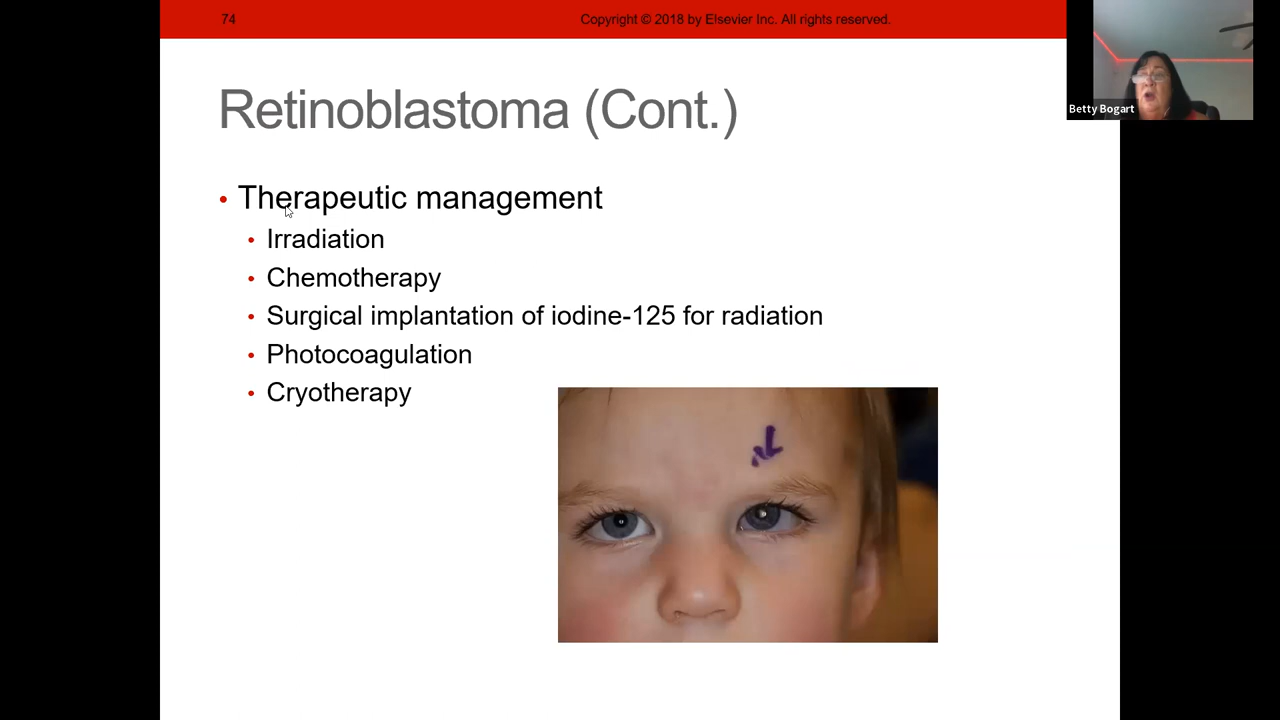 74
Copyright © 2018 by Elsevier Inc. All rights reserved.
Betty Bogart
Retinoblastoma (Cont.)
• Therapeutic management
• Irradiation
• Chemotherapy
• Surgical implantation of iodine-125 for radiation
• Photocoagulation
• Cryotherapy